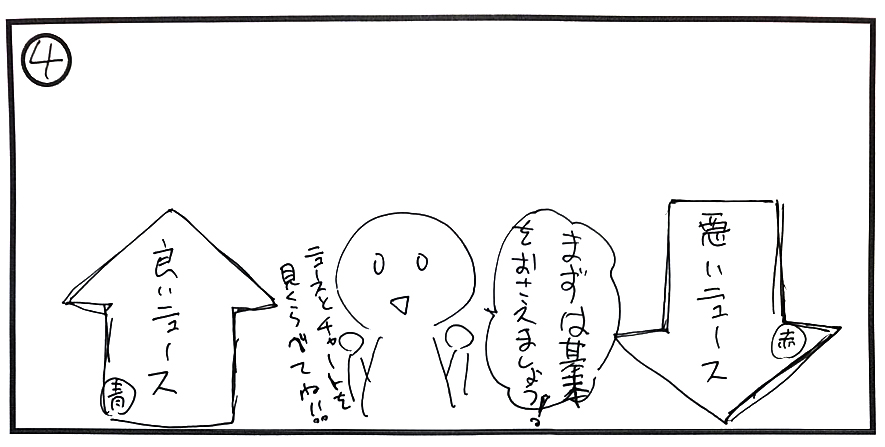 ④
悪いニュース
赤
まずは基本
をおさえましょう!
ニュースとチャートを
見くらべてね!!
良いニュース
青